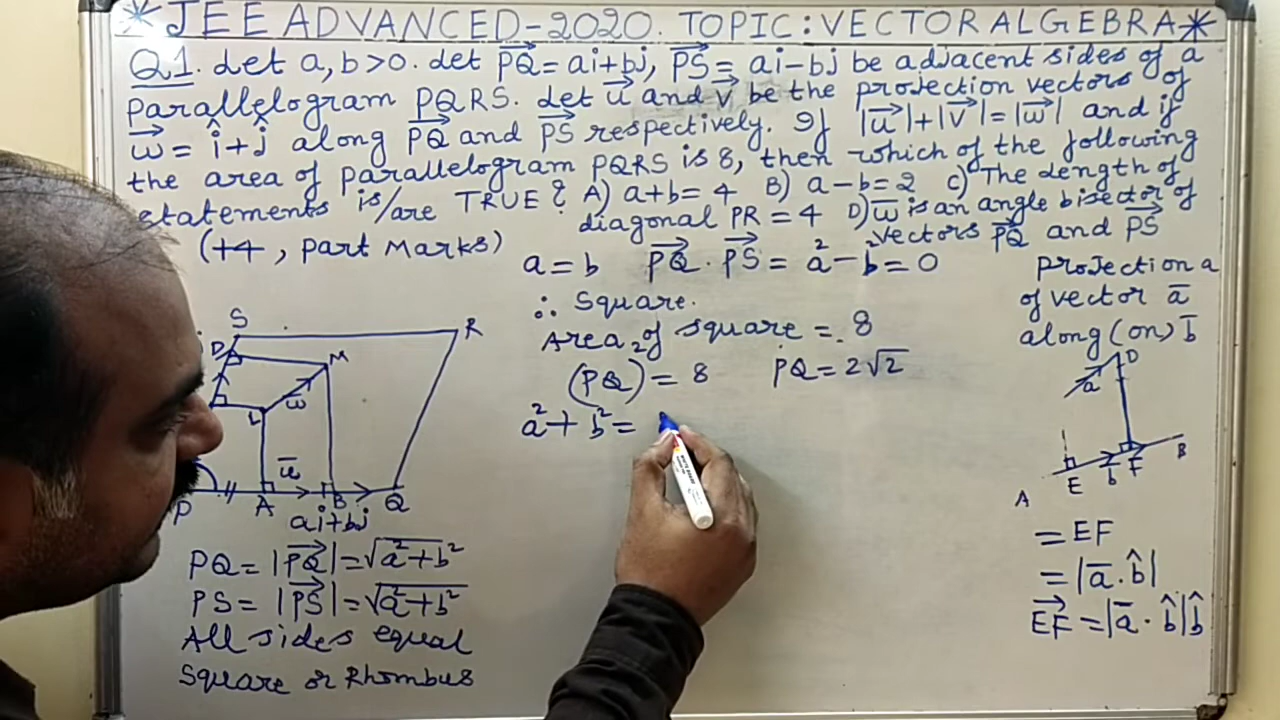 *JEE ADVANCED-2020. TOPIC: VECTOR ALGEBRA*
Q1. Let a, b>0. Let PQ⃗ = ai+bj, PS⃗ = ai-bj be adjacent sides of a
parallelogram PQRS. Let u⃗ and v⃗ be the projection vectors of
w⃗ = î+ĵ along PQ⃗ and PS⃗ respectively. If |u⃗|+|v⃗|=|w⃗| and if
the area of parallelogram PQRS is 8, then which of the following
statements is/are TRUE? A) a+b=4 B) a-b=2 C) The Length of
diagonal PR=4 D) w̅ is an angle bisector of
(+4, part Marks)
vectors PQ⃗ and PS⃗
a=b PQ⃗ . PS⃗ = a²-b²=0
∴ Square.
Area of square = 8
(PQ)² = 8 PQ=2√2
a²+b²=
S
R
D
M
L
w̅
u̅
P
A
B
Q
ai+bj
PQ= |PQ⃗|=√a²+b²
PS= |PS⃗|=√a²+b²
All sides equal
Square or Rhombus
Projection a
of vector a̅
along (on) b̅
D
a̅
B
E
b̅
F
A
= EF
= |a̅.b̂|
EF⃗ = |a̅.b̂|b̂